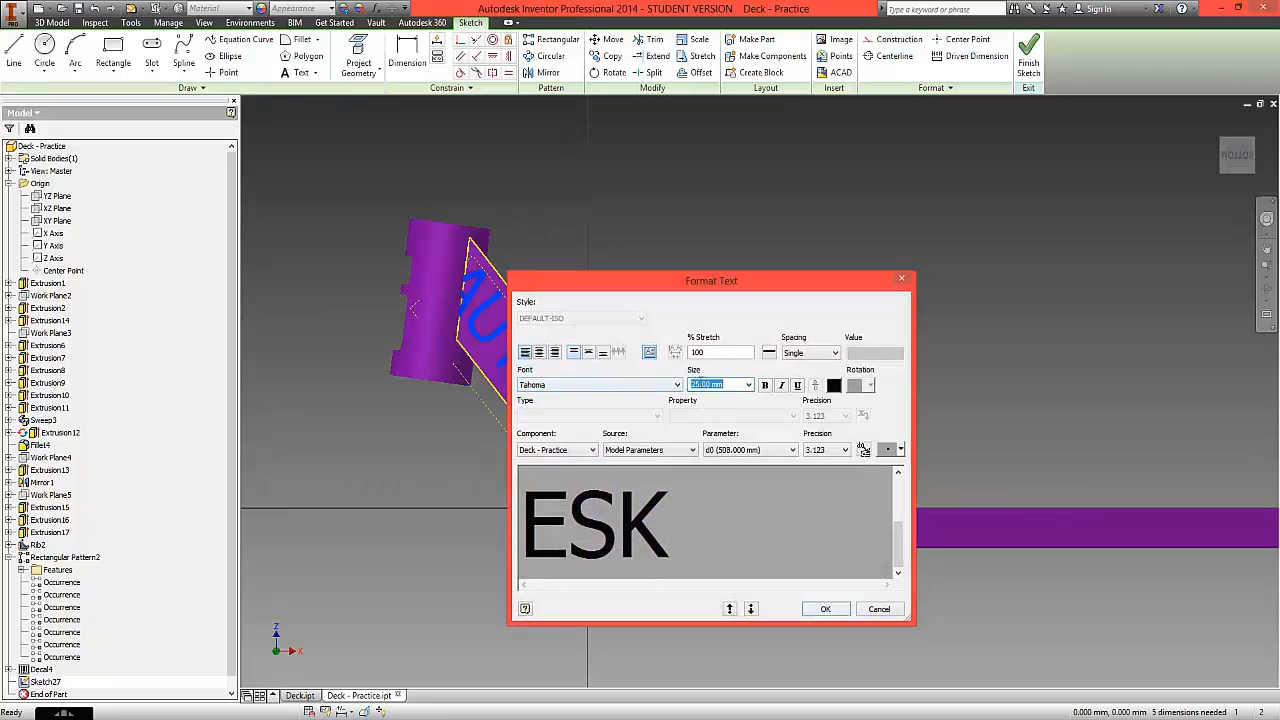 Material
Appearance
Autodesk Inventor Professional 2014 - STUDENT VERSION Deck - Practice
Type a keyword or phrase
Sign In
PRO
3D Model Inspect Tools Manage View Environments BIM Get Started Vault Autodesk 360 Sketch
Line Circle Arc Rectangle Slot Spline
Equation Curve
Ellipse
Point
Fillet
Polygon
Text
Project
Geometry
Dimension
Rectangular
Circular
Mirror
Move Trim Scale
Copy Extend Stretch
Rotate Split Offset
Make Part
Make Components
Create Block
Image
Points
ACAD
Construction
Centerline
Center Point
Driven Dimension
Finish
Sketch
Draw Constrain Pattern Modify Layout Insert Format Exit
Model
Deck - Practice
Solid Bodies(1)
View: Master
Origin
YZ Plane
XZ Plane
XY Plane
X Axis
Y Axis
Z Axis
Center Point
Extrusion1
Work Plane2
Extrusion2
Extrusion14
Work Plane3
Extrusion6
Extrusion7
Extrusion8
Extrusion9
Extrusion10
Extrusion11
Sweep3
Extrusion12
Fillet4
Work Plane4
Extrusion13
Mirror1
Work Plane5
Extrusion15
Extrusion16
Extrusion17
Rib2
Rectangular Pattern2
Features
Occurrence
Occurrence
Occurrence
Occurrence
Occurrence
Occurrence
Occurrence
Decal4
Sketch27
End of Part
BOTTOM
Format Text
Style:
DEFAULT-ISO
% Stretch Spacing Value
100 Single
Font Size Rotation
Tahoma 25.00 mm B I U
Type Property Precision
3.123
Component: Source: Parameter: Precision
Deck - Practice Model Parameters d0 (508.000 mm) 3.123
ESK
OK Cancel
Z
X
Deck.ipt Deck - Practice.ipt
Ready
0.000 mm, 0.000 mm 5 dimensions needed 1 2